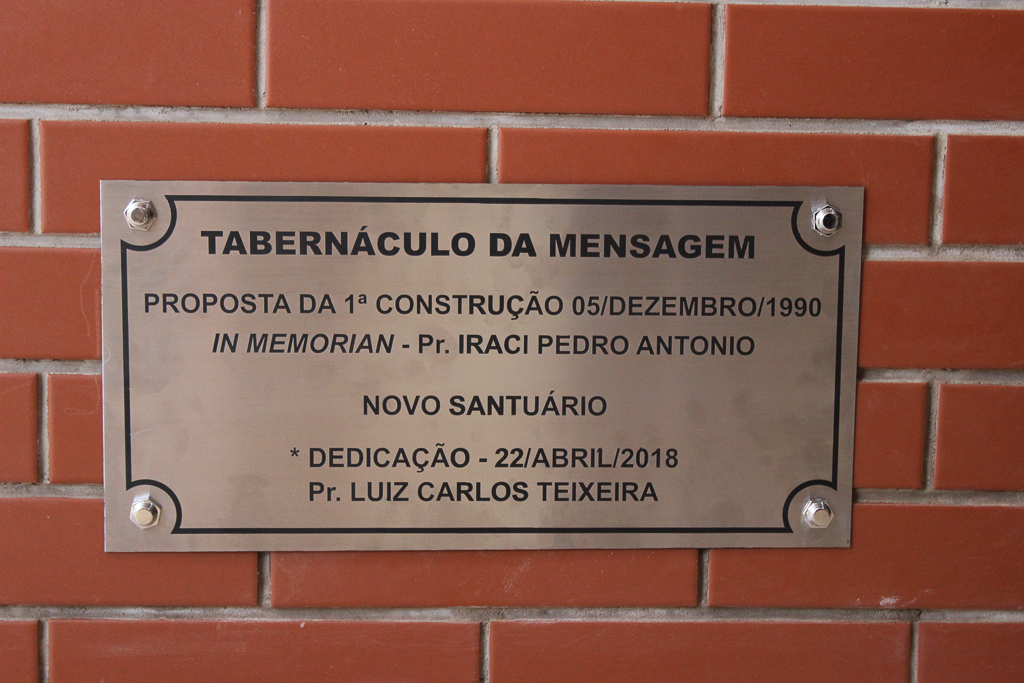 TABERNÁCULO DA MENSAGEM
PROPOSTA DA 1ª CONSTRUÇÃO 05/DEZEMBRO/1990
IN MEMORIAN - Pr. IRACI PEDRO ANTONIO
NOVO SANTUÁRIO
* DEDICAÇÃO - 22/ABRIL/2018
Pr. LUIZ CARLOS TEIXEIRA